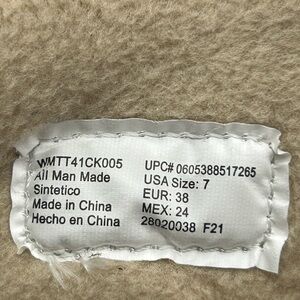 WMTT41CK005
All Man Made
Sintetico
Made in China
Hecho en China
UPC# 0605388517265
USA Size: 7
EUR: 38
MEX: 24
28020038 F21